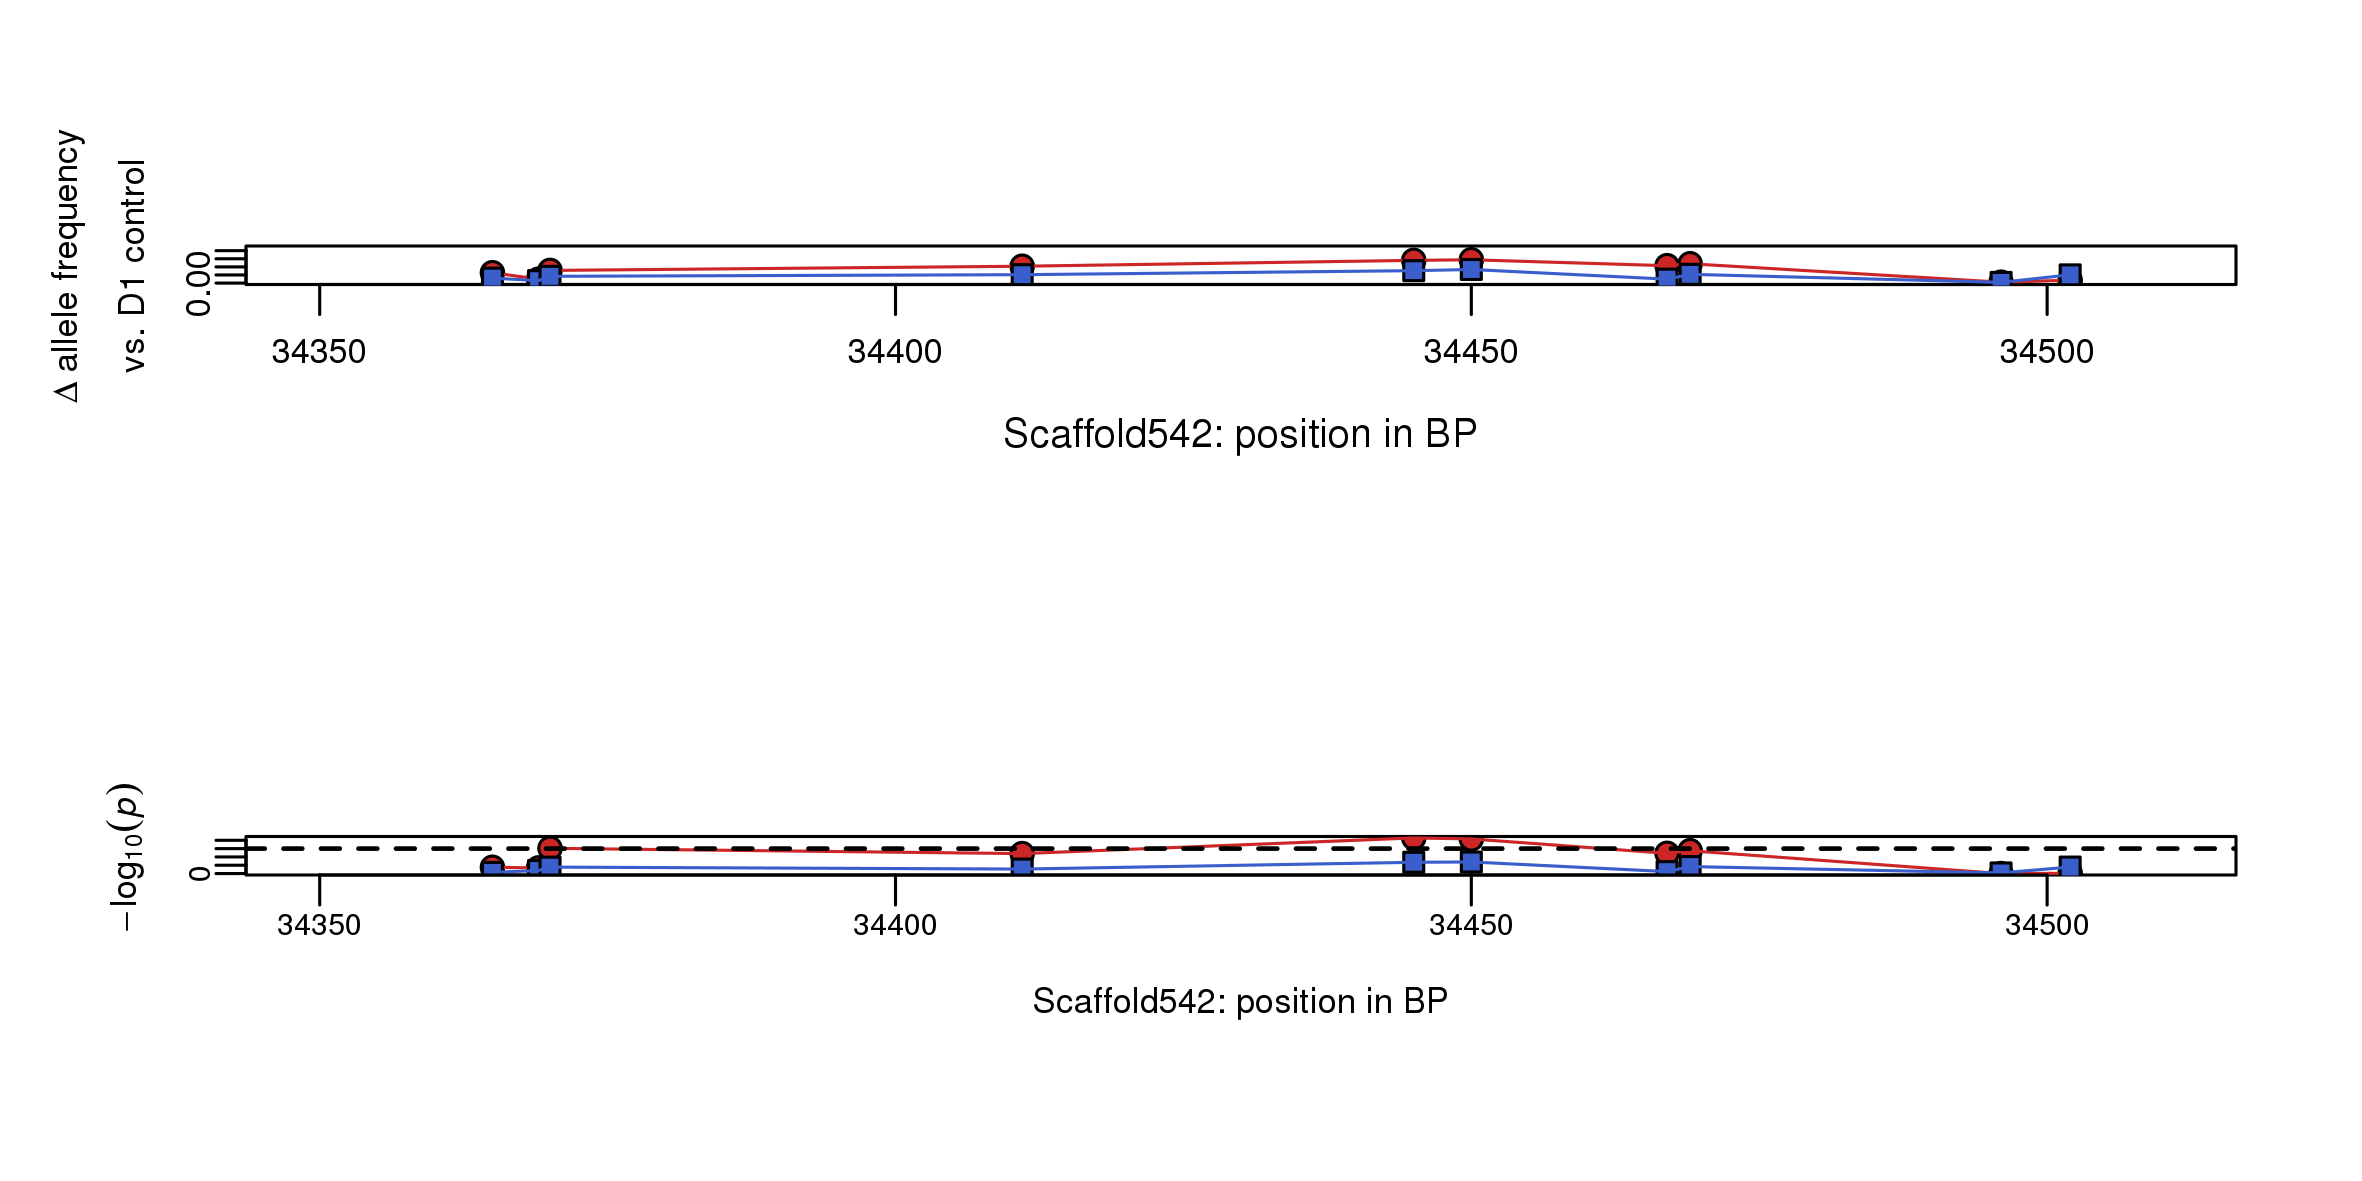 Δ allele frequency
vs. D1 control
0.00
34350 34400 34450 34500
Scaffold542: position in BP
−log10(p)
0
34350 34400 34450 34500
Scaffold542: position in BP